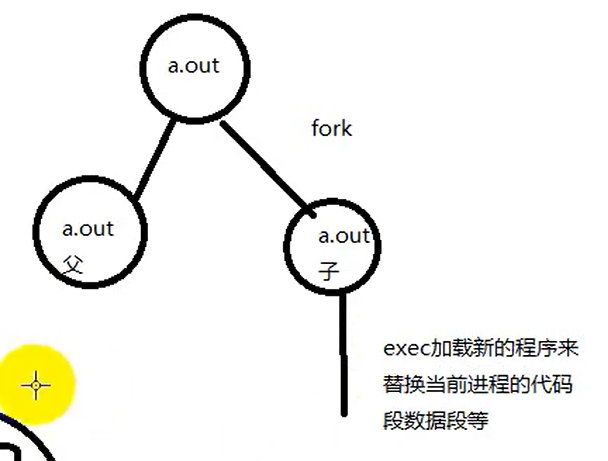 a.out
fork
a.out
父
a.out
子
exec加载新的程序来
替换当前进程的代码
段数据段等